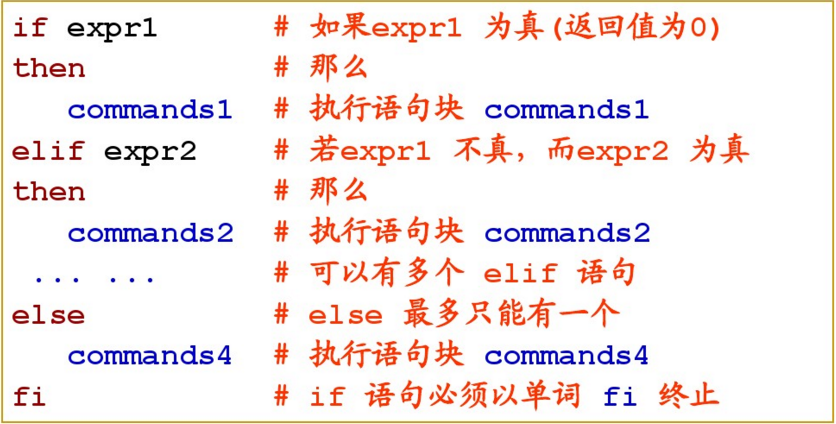 if expr1 # 如果expr1 为真(返回值为0)
then # 那么
commands1 # 执行语句块 commands1
elif expr2 # 若expr1 不真，而expr2 为真
then # 那么
commands2 # 执行语句块 commands2
... ... # 可以有多个 elif 语句
else # else 最多只能有一个
commands4 # 执行语句块 commands4
fi # if 语句必须以单词 fi 终止